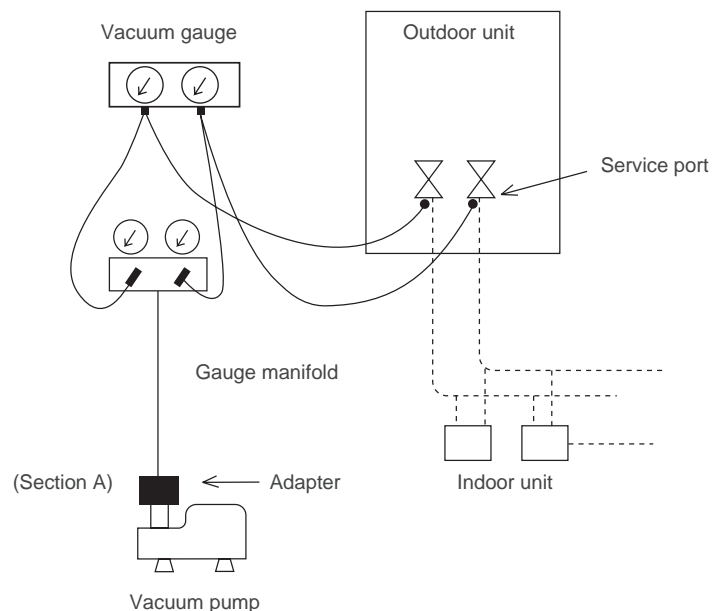 Vacuum gauge
Outdoor unit
Service port
Gauge manifold
(Section A)
Adapter
Indoor unit
Vacuum pump